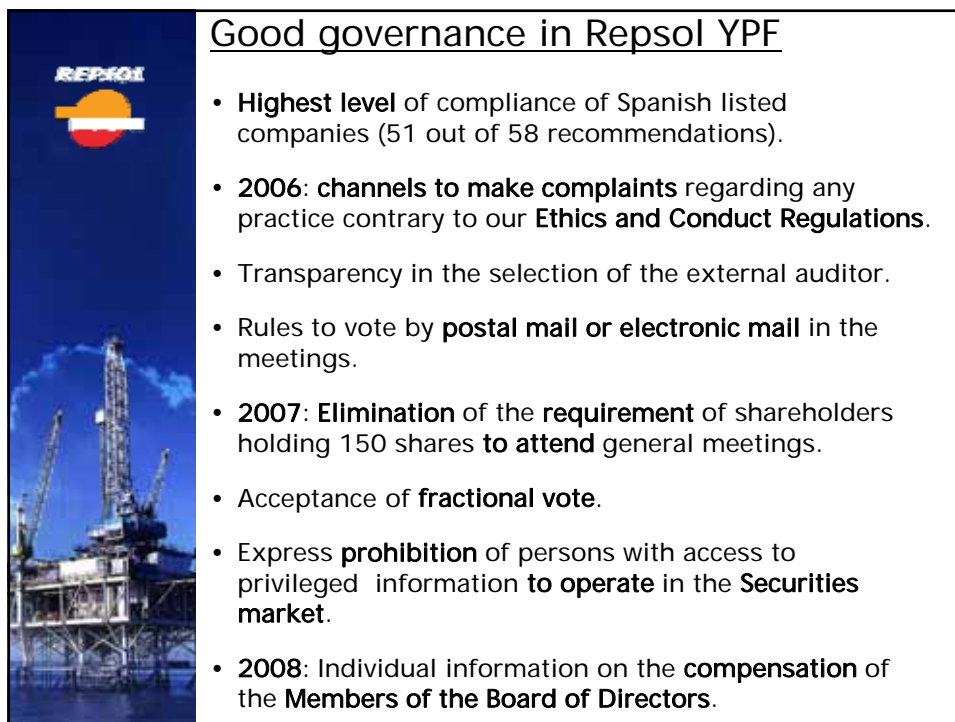 Good governance in Repsol YPF
REPSOL
• Highest level of compliance of Spanish listed
companies (51 out of 58 recommendations).
• 2006: channels to make complaints regarding any
practice contrary to our Ethics and Conduct Regulations.
• Transparency in the selection of the external auditor.
• Rules to vote by postal mail or electronic mail in the
meetings.
• 2007: Elimination of the requirement of shareholders
holding 150 shares to attend general meetings.
• Acceptance of fractional vote.
• Express prohibition of persons with access to
privileged information to operate in the Securities
market.
• 2008: Individual information on the compensation of
the Members of the Board of Directors.